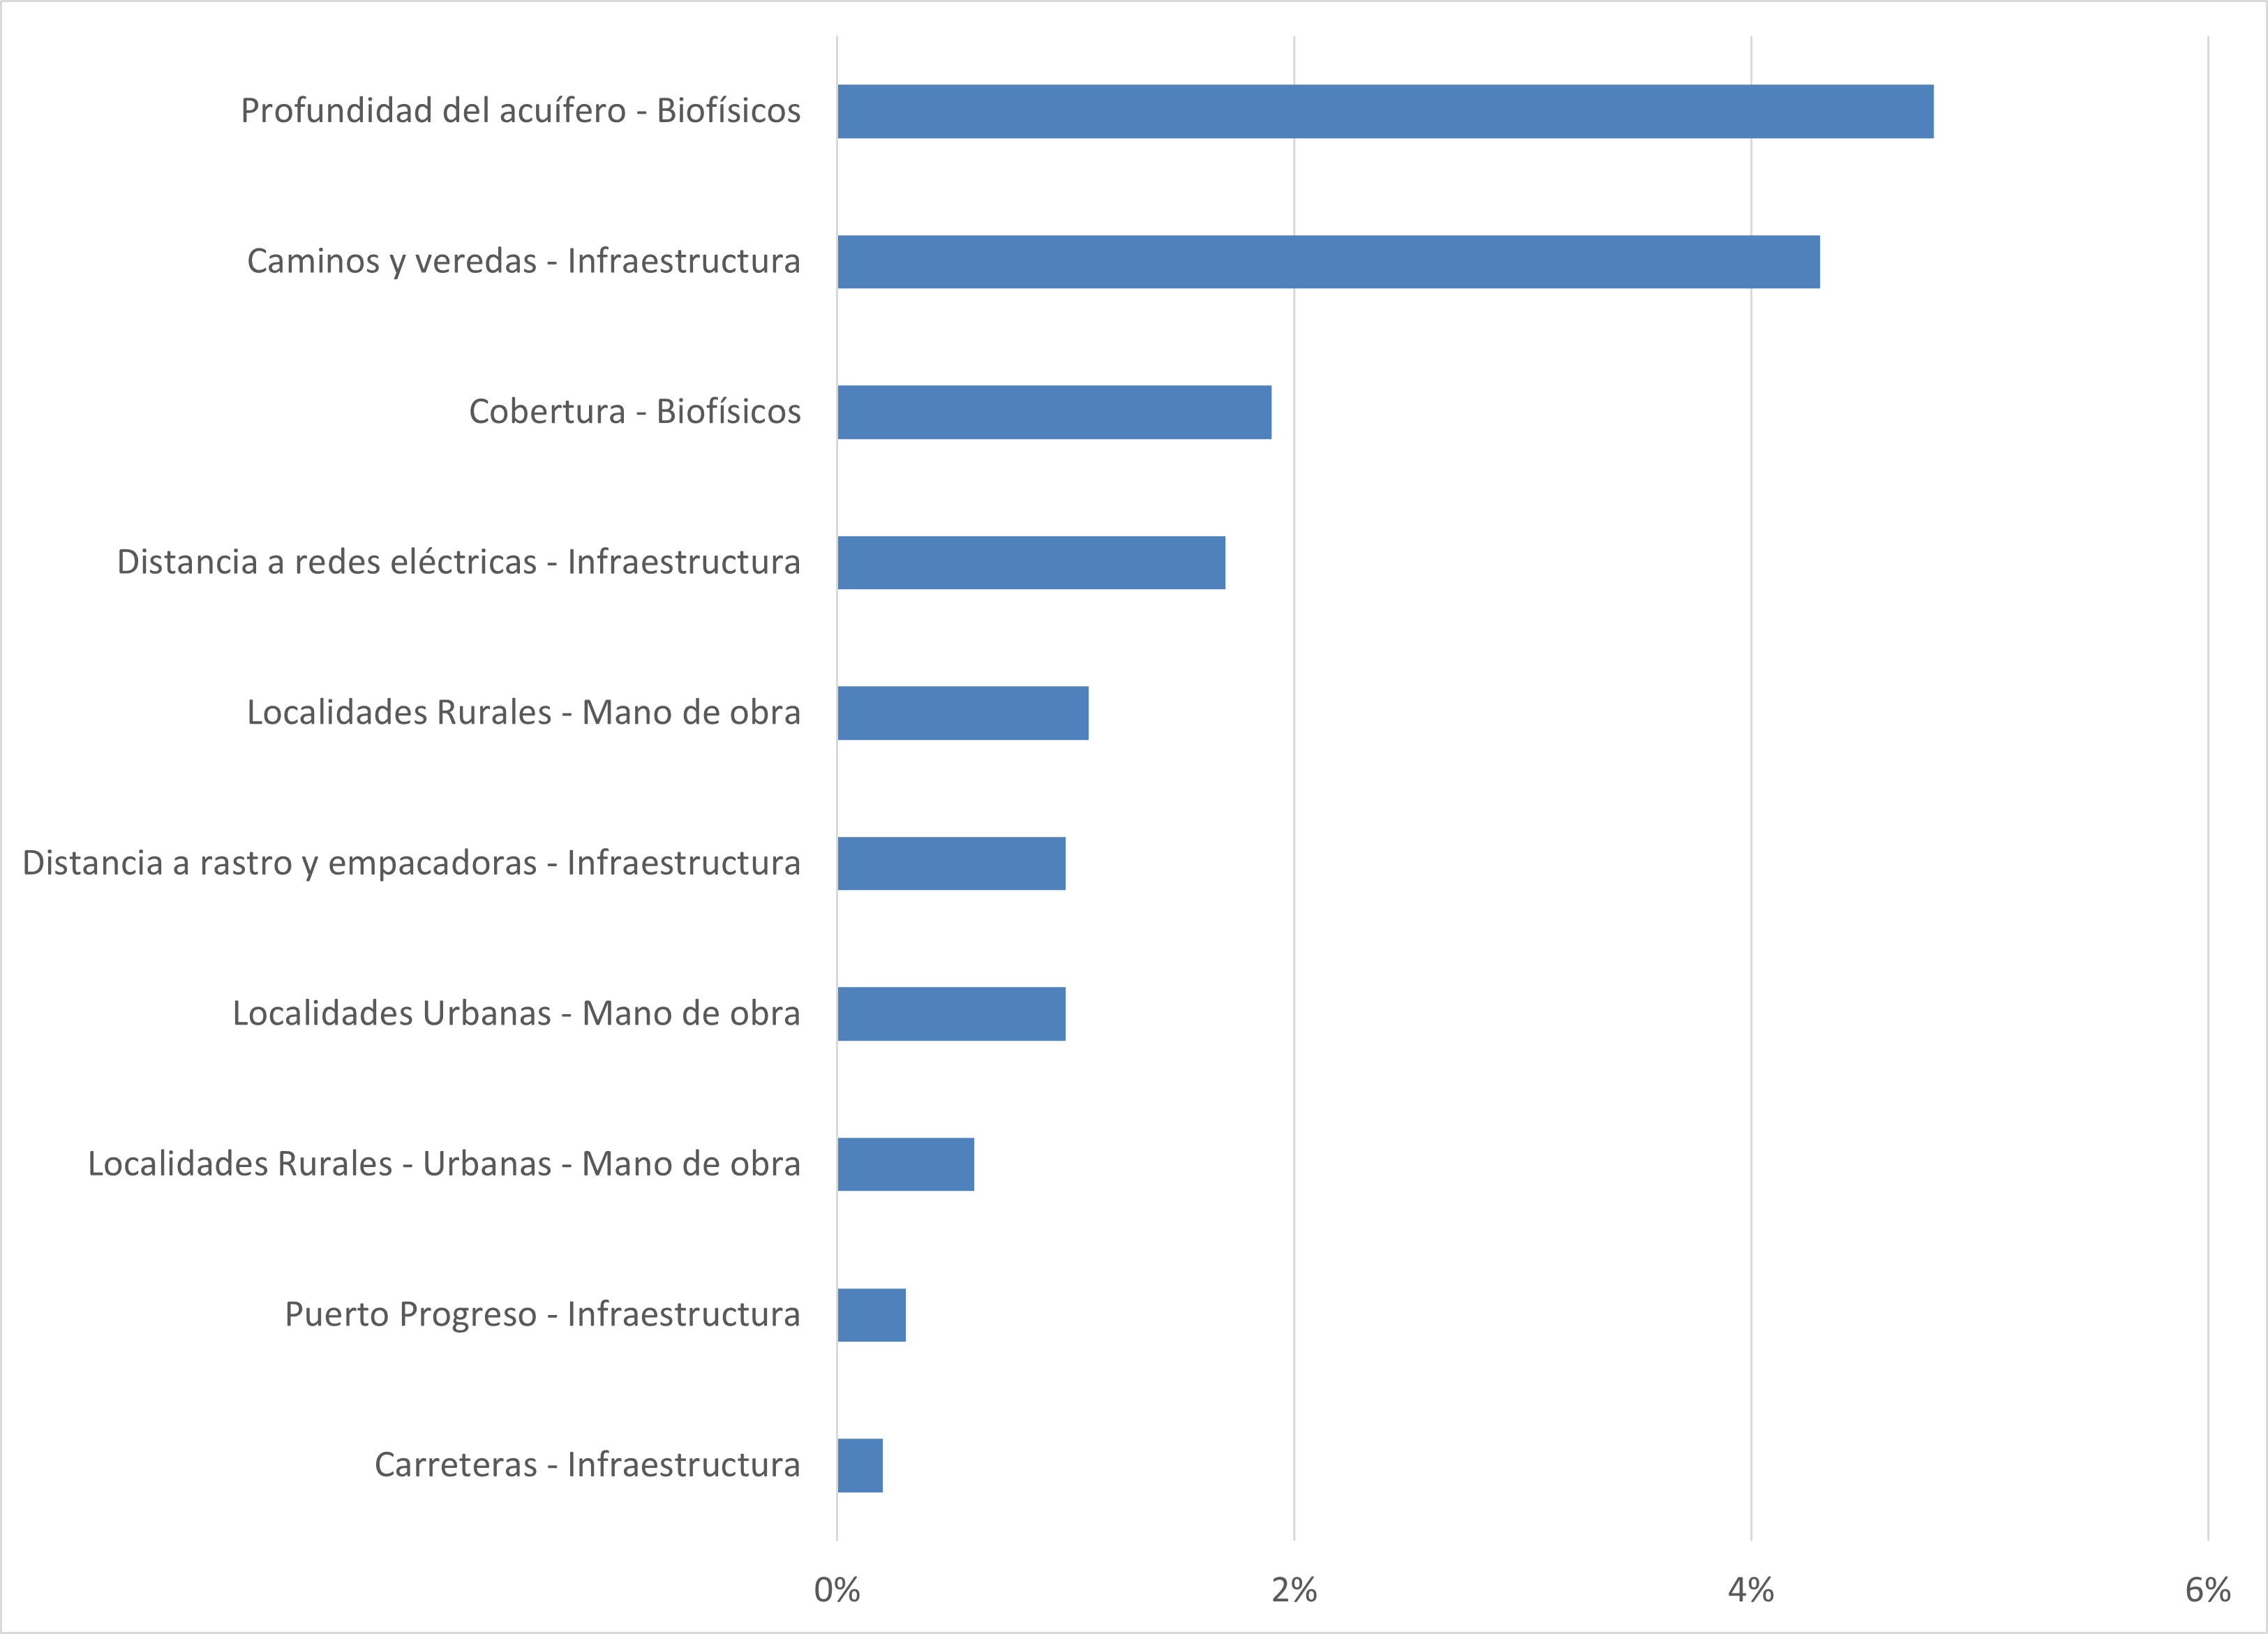 Profundidad del acuífero - Biofísicos
Caminos y veredas - Infraestructura
Cobertura - Biofísicos
Distancia a redes eléctricas - Infraestructura
Localidades Rurales - Mano de obra
Distancia a rastro y empacadoras - Infraestructura
Localidades Urbanas - Mano de obra
Localidades Rurales - Urbanas - Mano de obra
Puerto Progreso - Infraestructura
Carreteras - Infraestructura
0% 2% 4% 6%